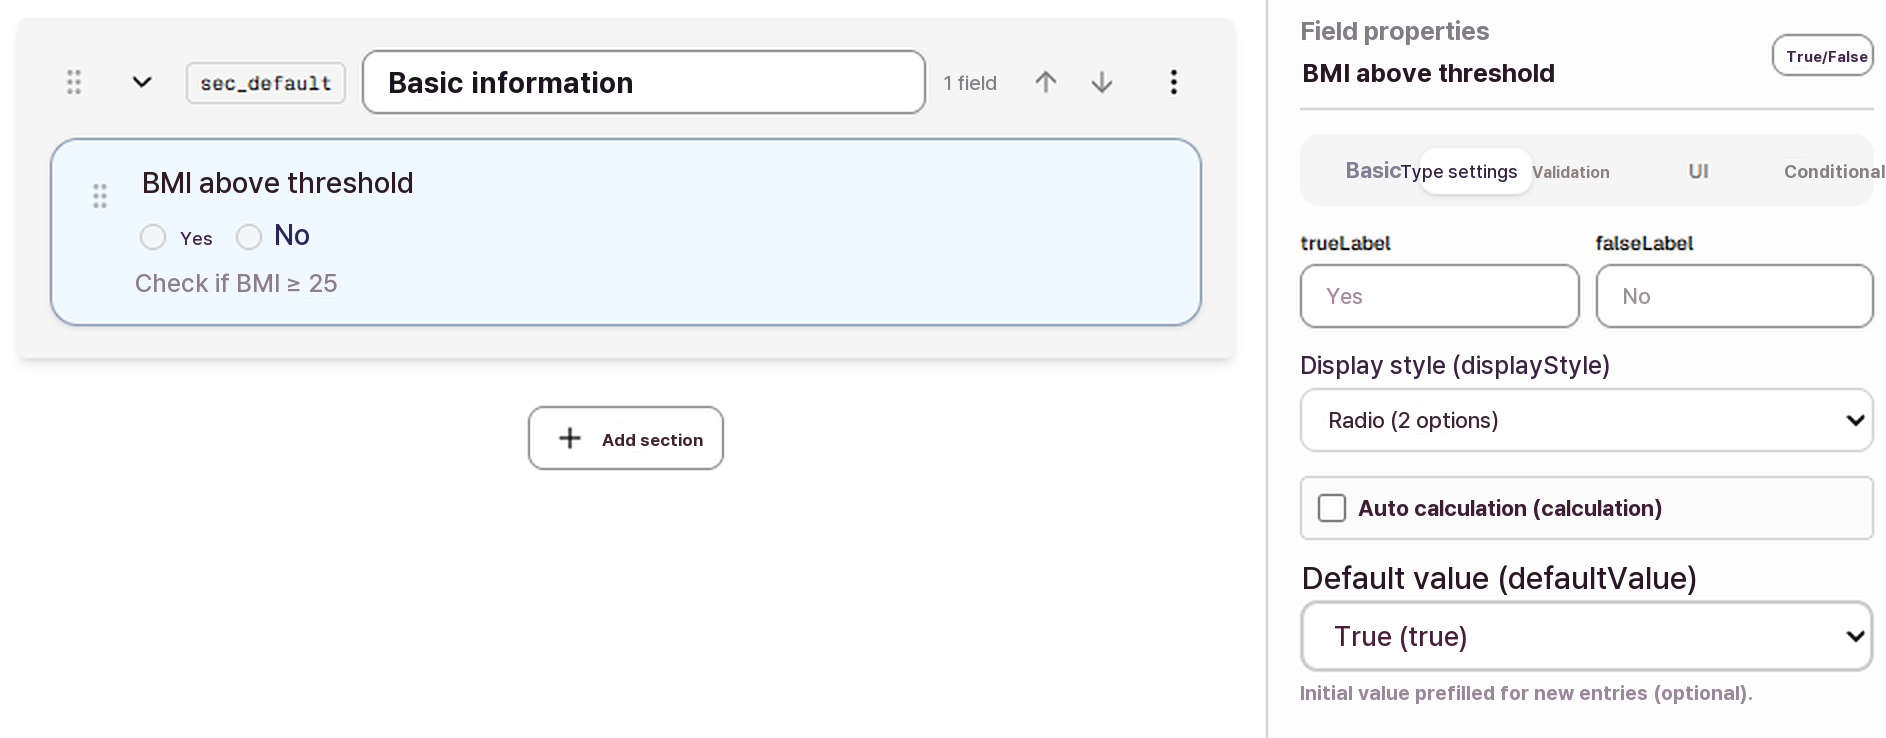 sec_default
Basic information
1 field
BMI above threshold
Yes
No
Check if BMI ≥ 25
Add section
Field properties
BMI above threshold
True/False
Basic
Type settings
Validation
UI
Conditional
trueLabel
falseLabel
Yes
No
Display style (displayStyle)
Radio (2 options)
Auto calculation (calculation)
Default value (defaultValue)
True (true)
Initial value prefilled for new entries (optional).